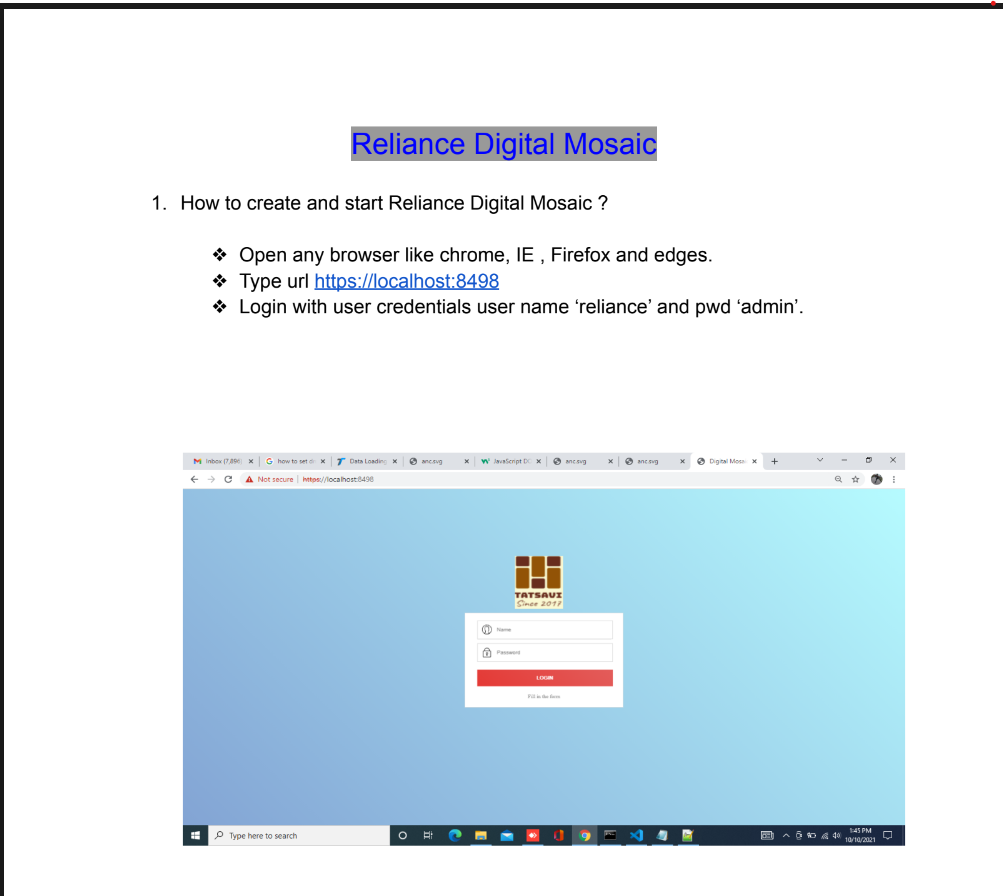 Reliance Digital Mosaic
1. How to create and start Reliance Digital Mosaic ?
❖ Open any browser like chrome, IE , Firefox and edges.
❖ Type url https://localhost:8498
❖ Login with user credentials user name ‘reliance’ and pwd ‘admin’.
Inbox (7,896) how to set di Data Loading anc.svg JavaScript DO anc.svg anc.svg Digital Mosa
Not secure https://localhost:8498
TATSAVI
Since 2017
Name
Password
LOGIN
Fill in the form
Type here to search
1:45 PM
10/10/2021